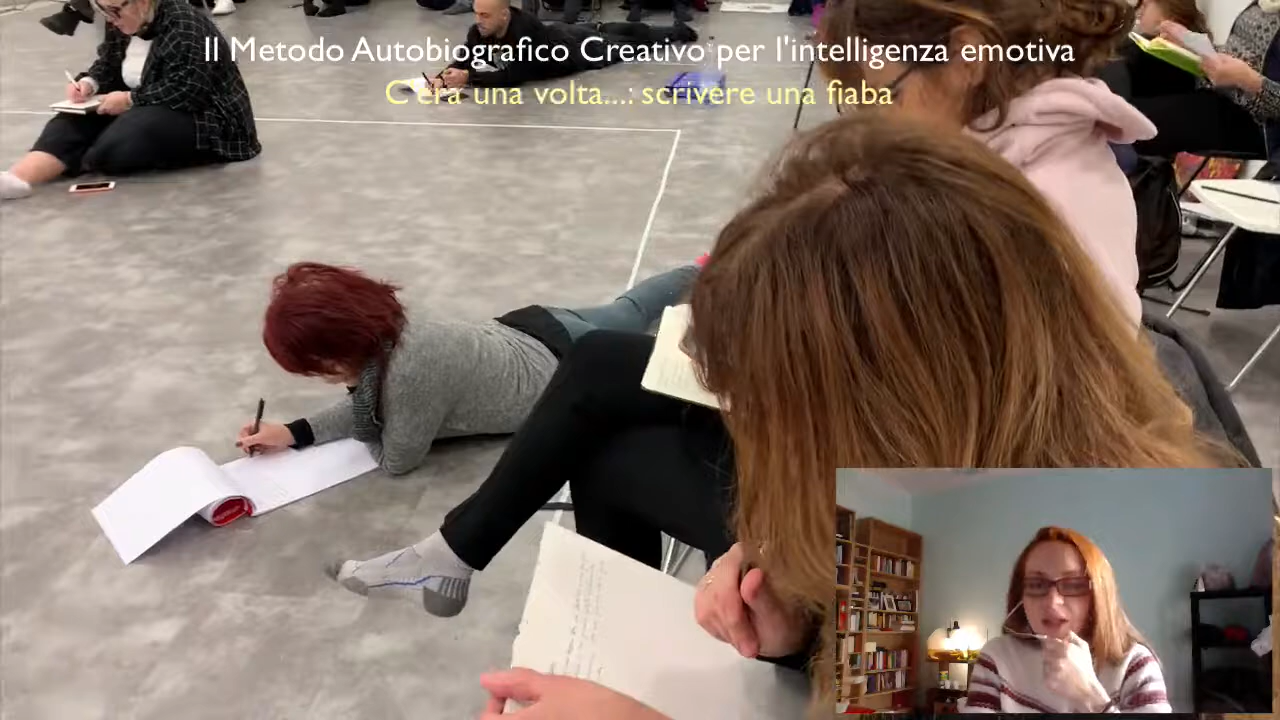 Il Metodo Autobiografico Creativo per l'intelligenza emotiva
C'era una volta...: scrivere una fiaba